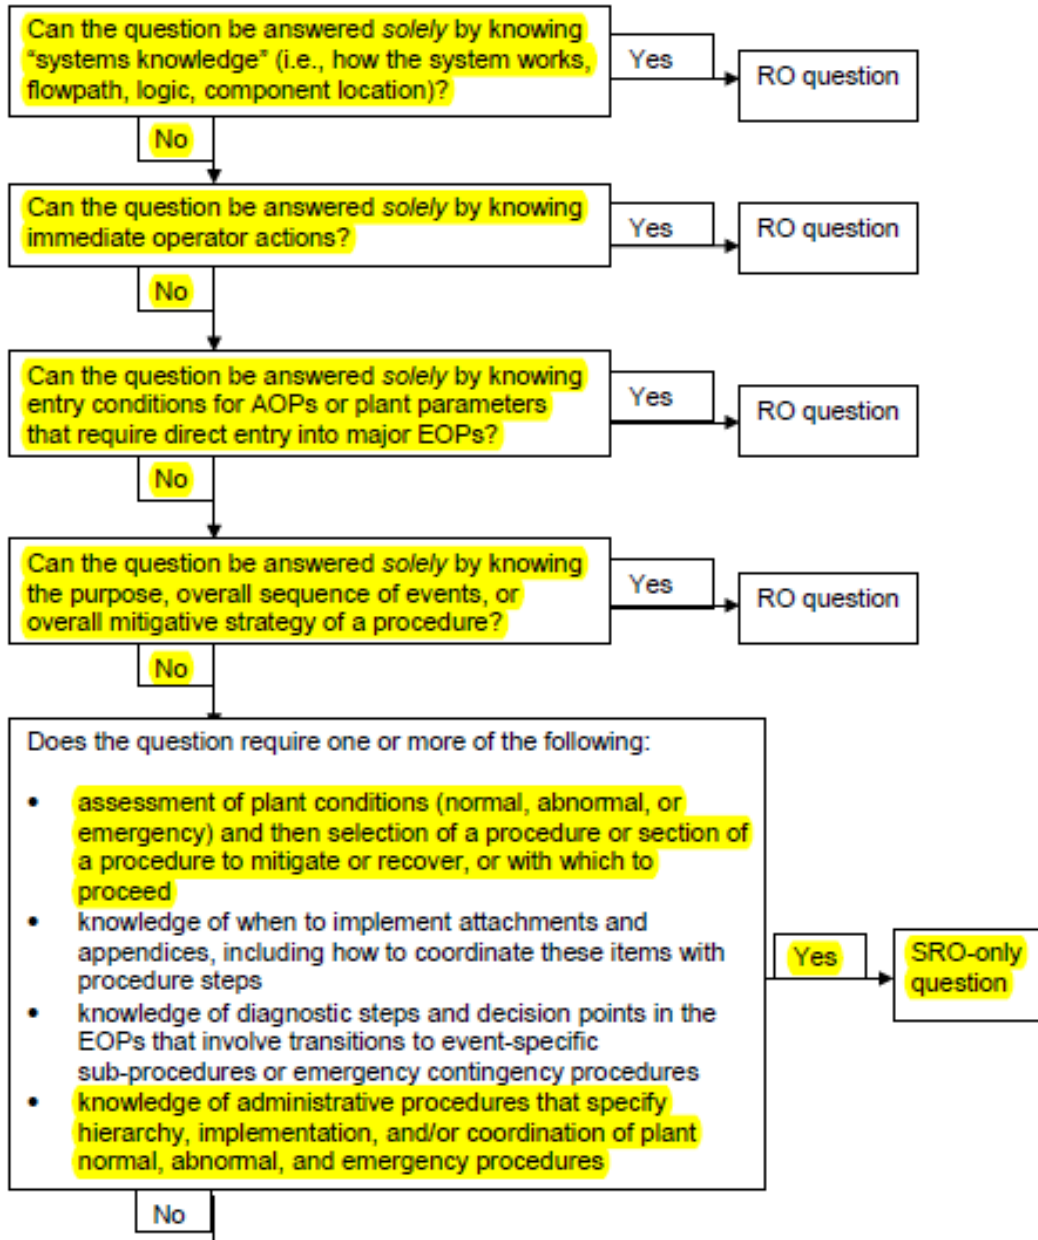 Can the question be answered solely by knowing
“systems knowledge” (i.e., how the system works,
flowpath, logic, component location)?
Yes
RO question
No
Can the question be answered solely by knowing
immediate operator actions?
Yes
RO question
No
Can the question be answered solely by knowing
entry conditions for AOPs or plant parameters
that require direct entry into major EOPs?
Yes
RO question
No
Can the question be answered solely by knowing
the purpose, overall sequence of events, or
overall mitigative strategy of a procedure?
Yes
RO question
No
Does the question require one or more of the following:
• assessment of plant conditions (normal, abnormal, or
emergency) and then selection of a procedure or section of
a procedure to mitigate or recover, or with which to
proceed
• knowledge of when to implement attachments and
appendices, including how to coordinate these items with
procedure steps
• knowledge of diagnostic steps and decision points in the
EOPs that involve transitions to event-specific
sub-procedures or emergency contingency procedures
• knowledge of administrative procedures that specify
hierarchy, implementation, and/or coordination of plant
normal, abnormal, and emergency procedures
Yes
SRO-only
question
No